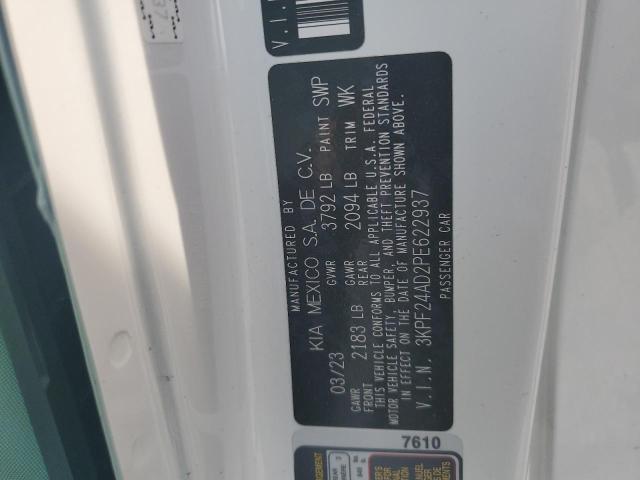 V.I.N
MANUFACTURED BY
KIA MEXICO S.A. DE C.V.
03/23 GVWR 3792 LB PAINT SWP
GAWR FRONT 2183 LB GAWR REAR 2094 LB TRIM WK
THIS VEHICLE CONFORMS TO ALL APPLICABLE U.S.A. FEDERAL
MOTOR VEHICLE SAFETY, BUMPER, AND THEFT PREVENTION STANDARDS
IN EFFECT ON THE DATE OF MANUFACTURE SHOWN ABOVE.
V.I.N. 3KPF24AD2PE622937
PASSENGER CAR
7610